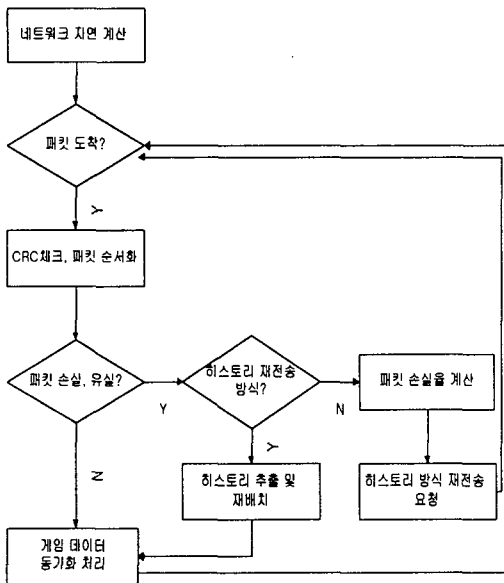 네트워크 지연 계산
패킷 도착?
Y
CRC체크, 패킷 순서화
패킷 손실, 유실?
Y
히스토리 재전송
방식?
N
패킷 손실율 계산
N
Y
히스토리 추출 및
재배치
히스토리 방식 재전송
요청
게임 데이터
동기화 처리